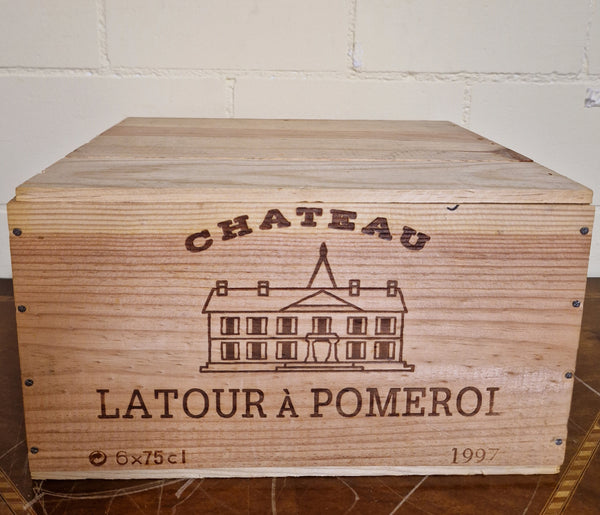 CHATEAU
LATOUR À POMEROL
6x75cl 1997